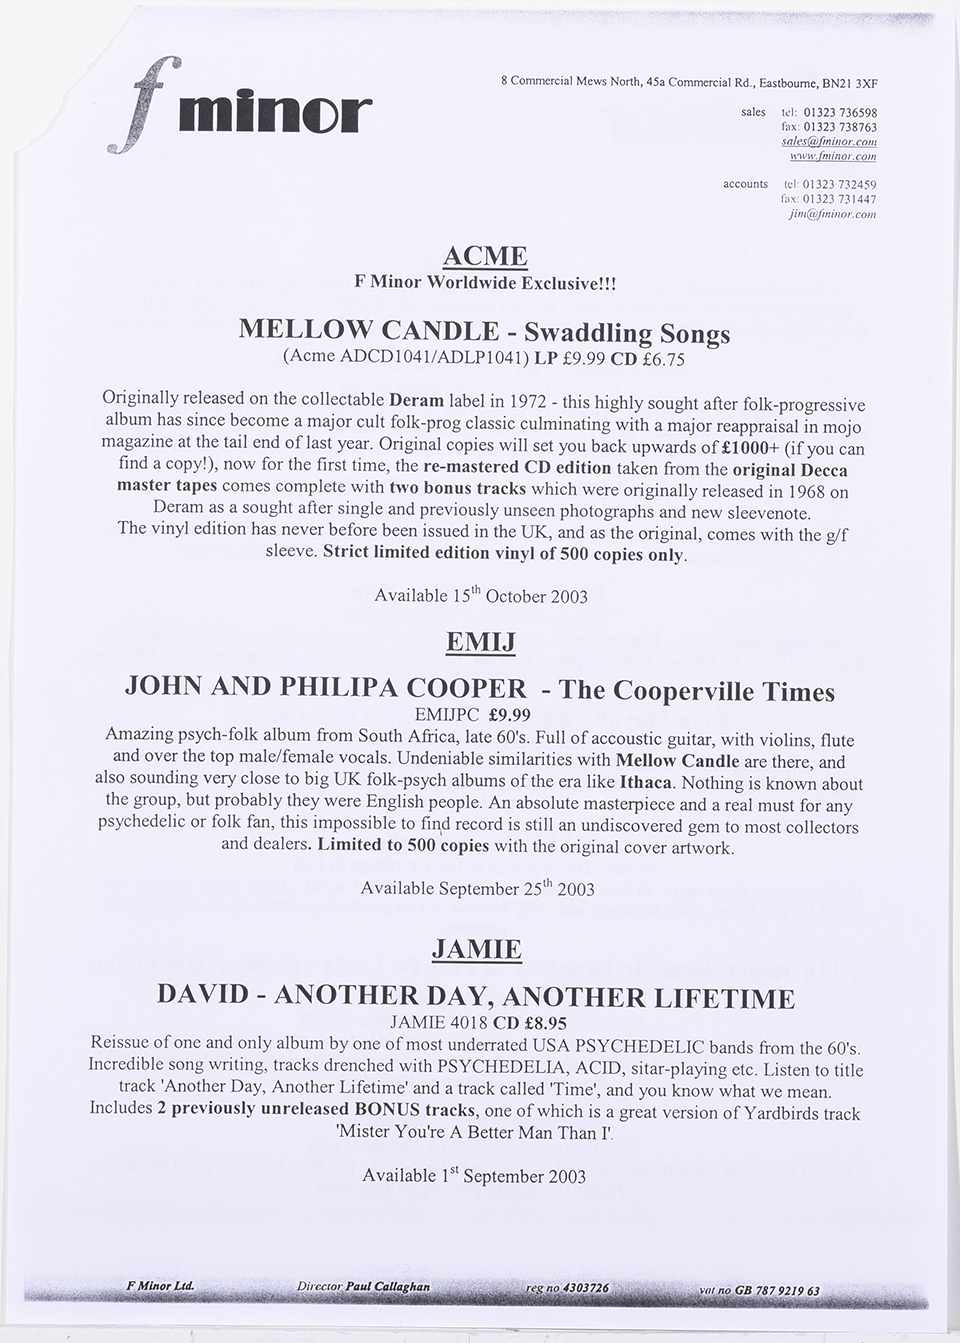 f minor
8 Commercial Mews North, 45a Commercial Rd., Eastbourne, BN21 3XF
sales tel: 01323 736598
fax: 01323 738763
sales@fminor.com
www.fminor.com
accounts tel: 01323 732459
fax: 01323 731447
jim@fminor.com
ACME
F Minor Worldwide Exclusive!!!
MELLOW CANDLE - Swaddling Songs
(Acme ADCD1041/ADLP1041) LP £9.99 CD £6.75
Originally released on the collectable Deram label in 1972 - this highly sought after folk-progressive
album has since become a major cult folk-prog classic culminating with a major reappraisal in mojo
magazine at the tail end of last year. Original copies will set you back upwards of £1000+ (if you can
find a copy!), now for the first time, the re-mastered CD edition taken from the original Decca
master tapes comes complete with two bonus tracks which were originally released in 1968 on
Deram as a sought after single and previously unseen photographs and new sleevenote.
The vinyl edition has never before been issued in the UK, and as the original, comes with the g/f
sleeve. Strict limited edition vinyl of 500 copies only.
Available 15th October 2003
EMIJ
JOHN AND PHILIPA COOPER - The Cooperville Times
EMIJPC £9.99
Amazing psych-folk album from South Africa, late 60's. Full of accoustic guitar, with violins, flute
and over the top male/female vocals. Undeniable similarities with Mellow Candle are there, and
also sounding very close to big UK folk-psych albums of the era like Ithaca. Nothing is known about
the group, but probably they were English people. An absolute masterpiece and a real must for any
psychedelic or folk fan, this impossible to find record is still an undiscovered gem to most collectors
and dealers. Limited to 500 copies with the original cover artwork.
Available September 25th 2003
JAMIE
DAVID - ANOTHER DAY, ANOTHER LIFETIME
JAMIE 4018 CD £8.95
Reissue of one and only album by one of most underrated USA PSYCHEDELIC bands from the 60's.
Incredible song writing, tracks drenched with PSYCHEDELIA, ACID, sitar-playing etc. Listen to title
track 'Another Day, Another Lifetime' and a track called 'Time', and you know what we mean.
Includes 2 previously unreleased BONUS tracks, one of which is a great version of Yardbirds track
'Mister You're A Better Man Than I'.
Available 1st September 2003
F Minor Ltd. Director Paul Callaghan reg no 4303726 vat no GB 787 9219 63